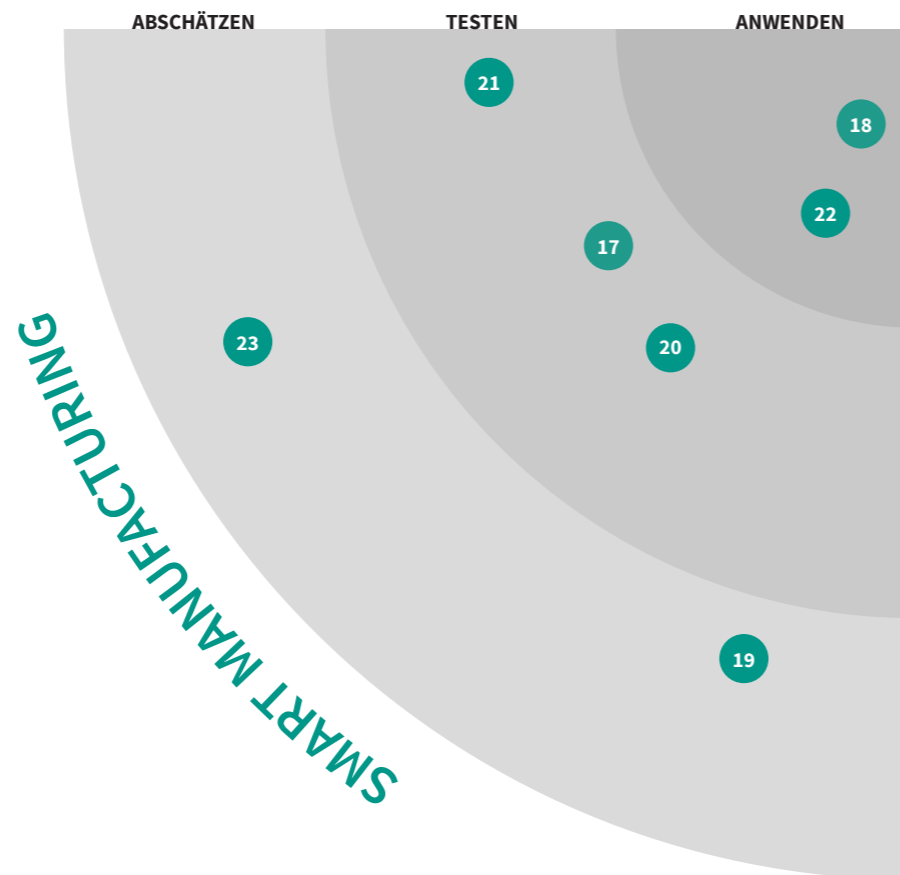 ABSCHÄTZEN
TESTEN
ANWENDEN
21
18
22
17
23
20
19
SMART MANUFACTURING